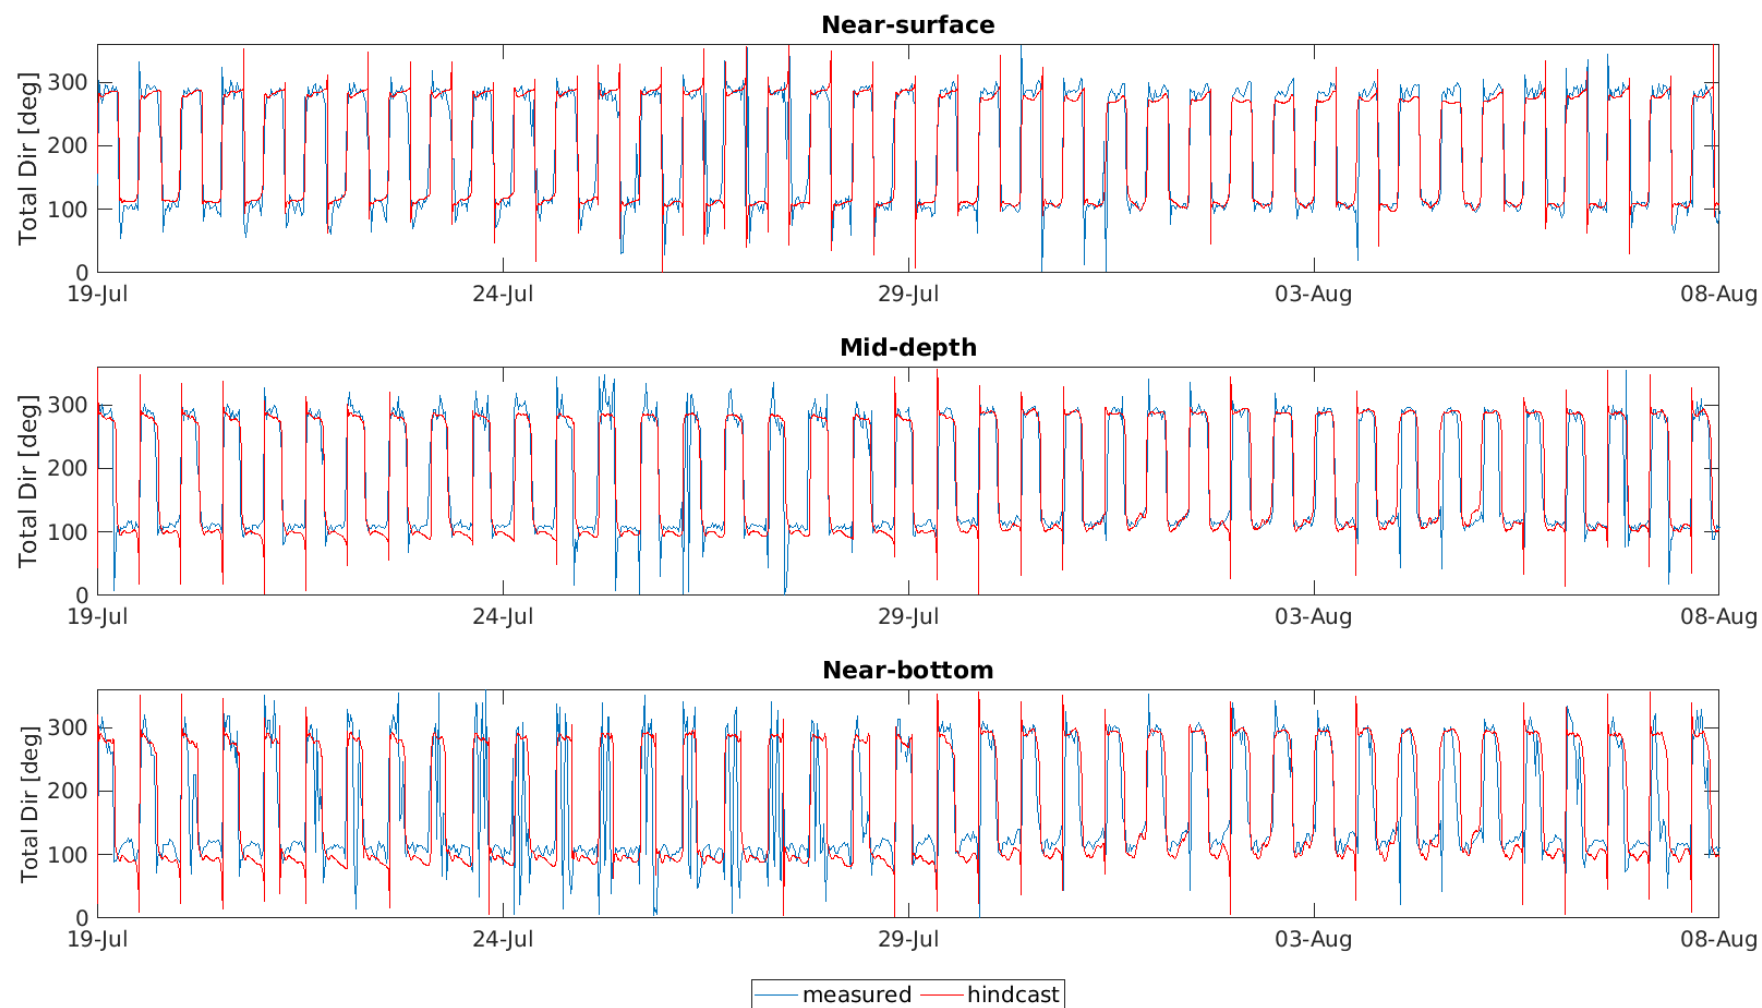 Near-surface
Total Dir [deg]
300
200
100
0
19-Jul 24-Jul 29-Jul 03-Aug 08-Aug
Mid-depth
Total Dir [deg]
300
200
100
0
19-Jul 24-Jul 29-Jul 03-Aug 08-Aug
Near-bottom
Total Dir [deg]
300
200
100
0
19-Jul 24-Jul 29-Jul 03-Aug 08-Aug
measured hindcast